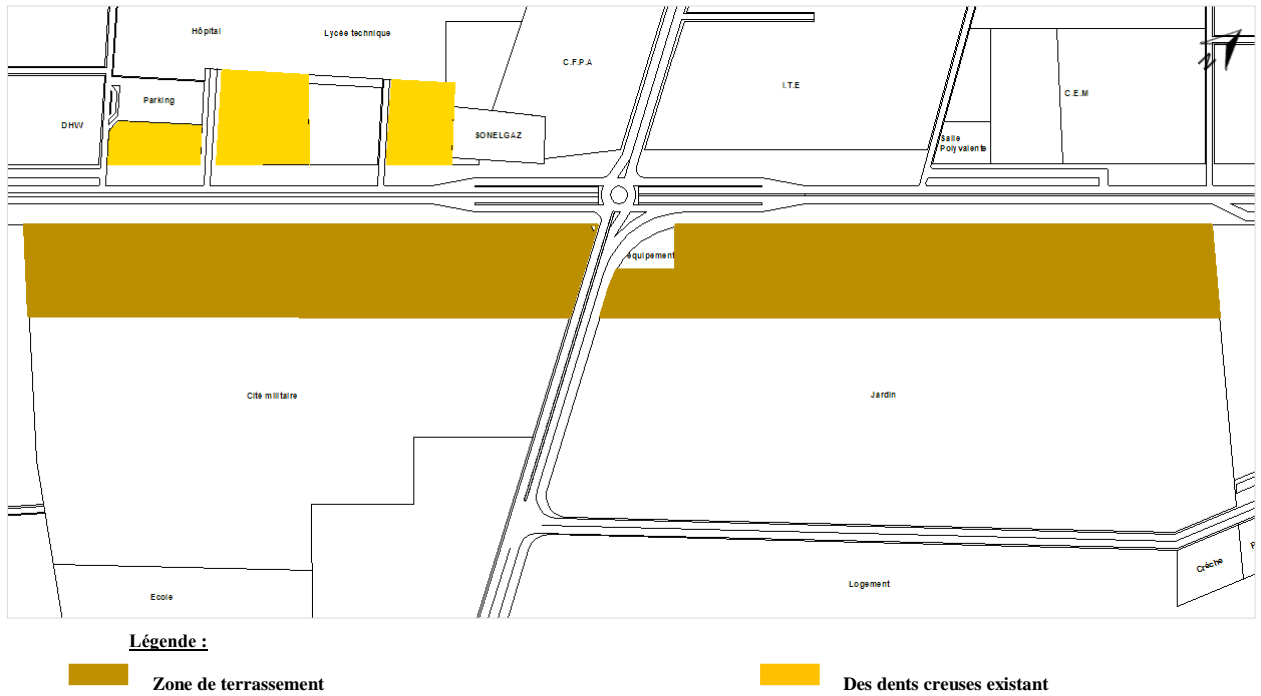 Hôpital
Lycée technique
C.F.P.A
I.T.E
C.E.M
N
Parking
DHW
SONELGAZ
Salle
Polyvalente
equipement
Cité militaire
Jardin
Crèche
Ecole
Logement
Légende :
Zone de terrassement
Des dents creuses existant